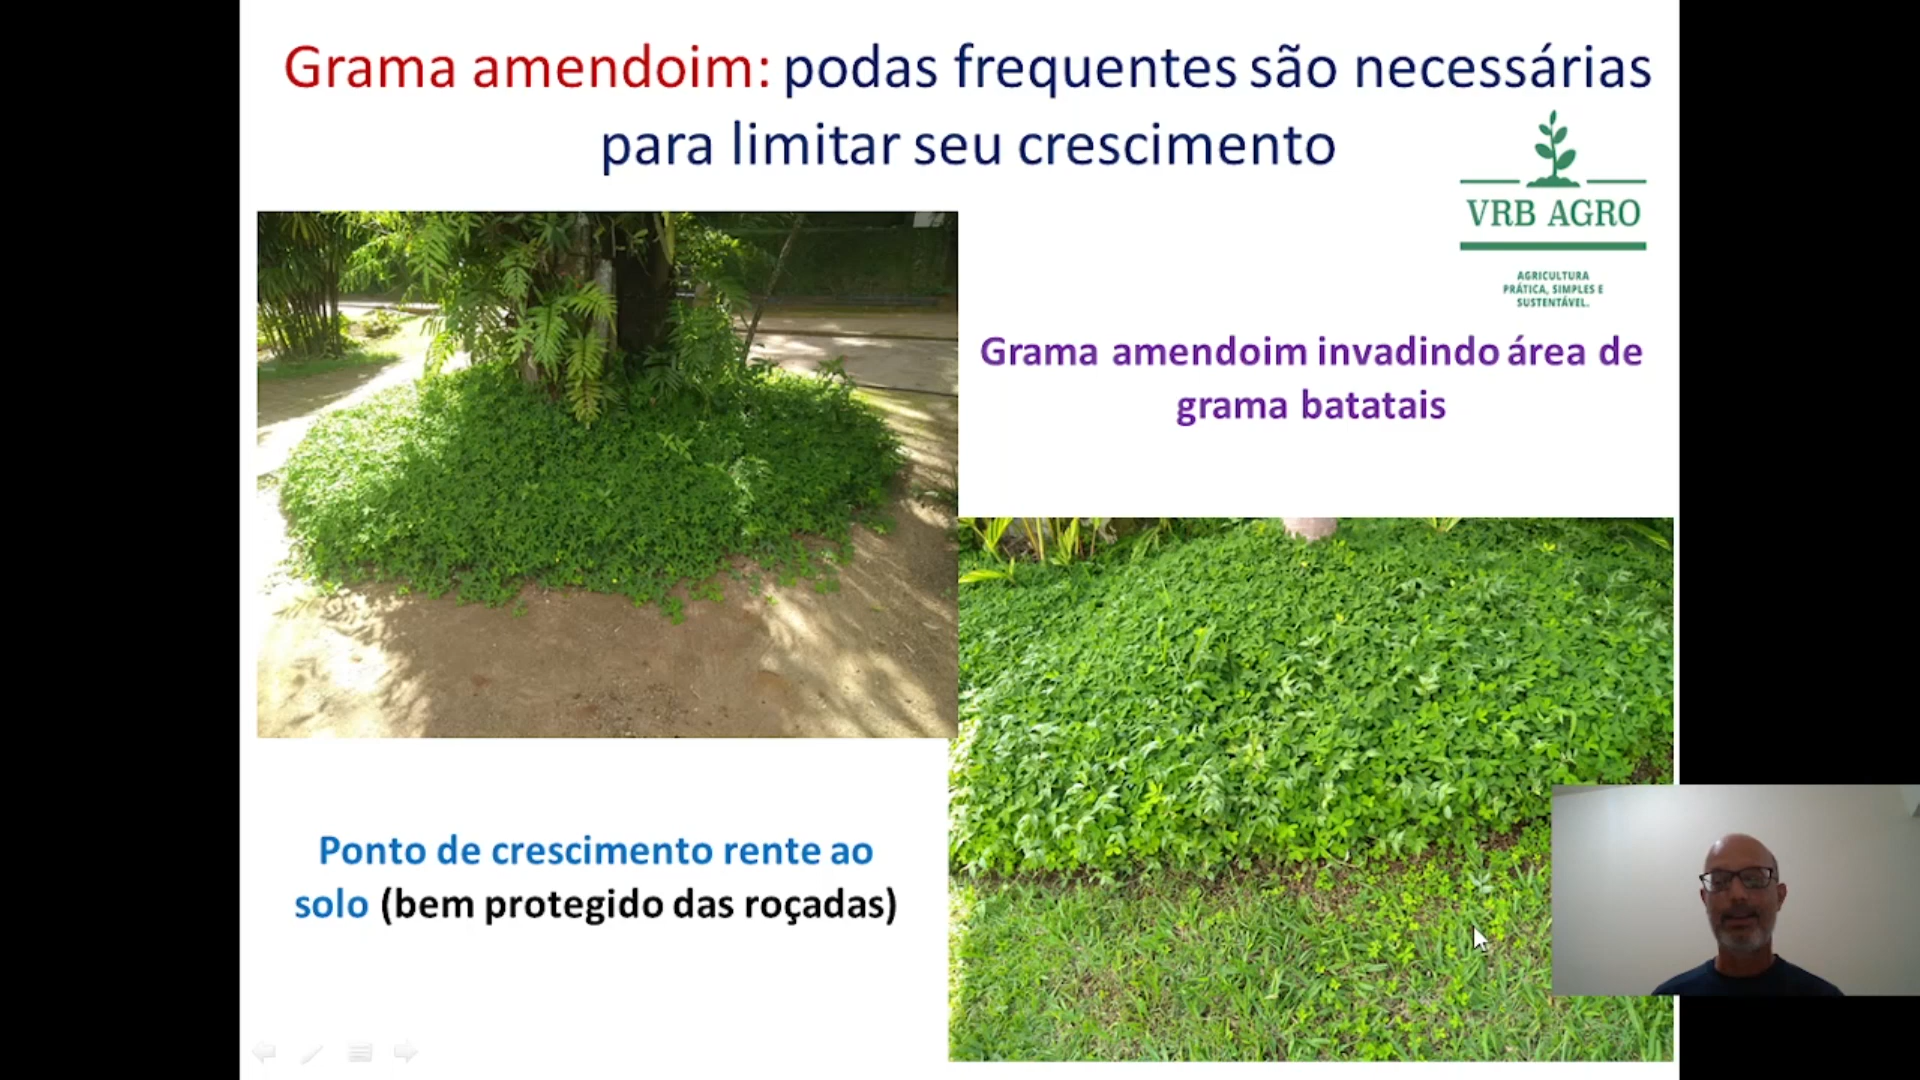 Grama amendoim: podas frequentes são necessárias
para limitar seu crescimento
VRB AGRO
AGRICULTURA
PRÁTICA, SIMPLES E
SUSTENTÁVEL.
Grama amendoim invadindo área de
grama batatais
Ponto de crescimento rente ao
solo (bem protegido das roçadas)